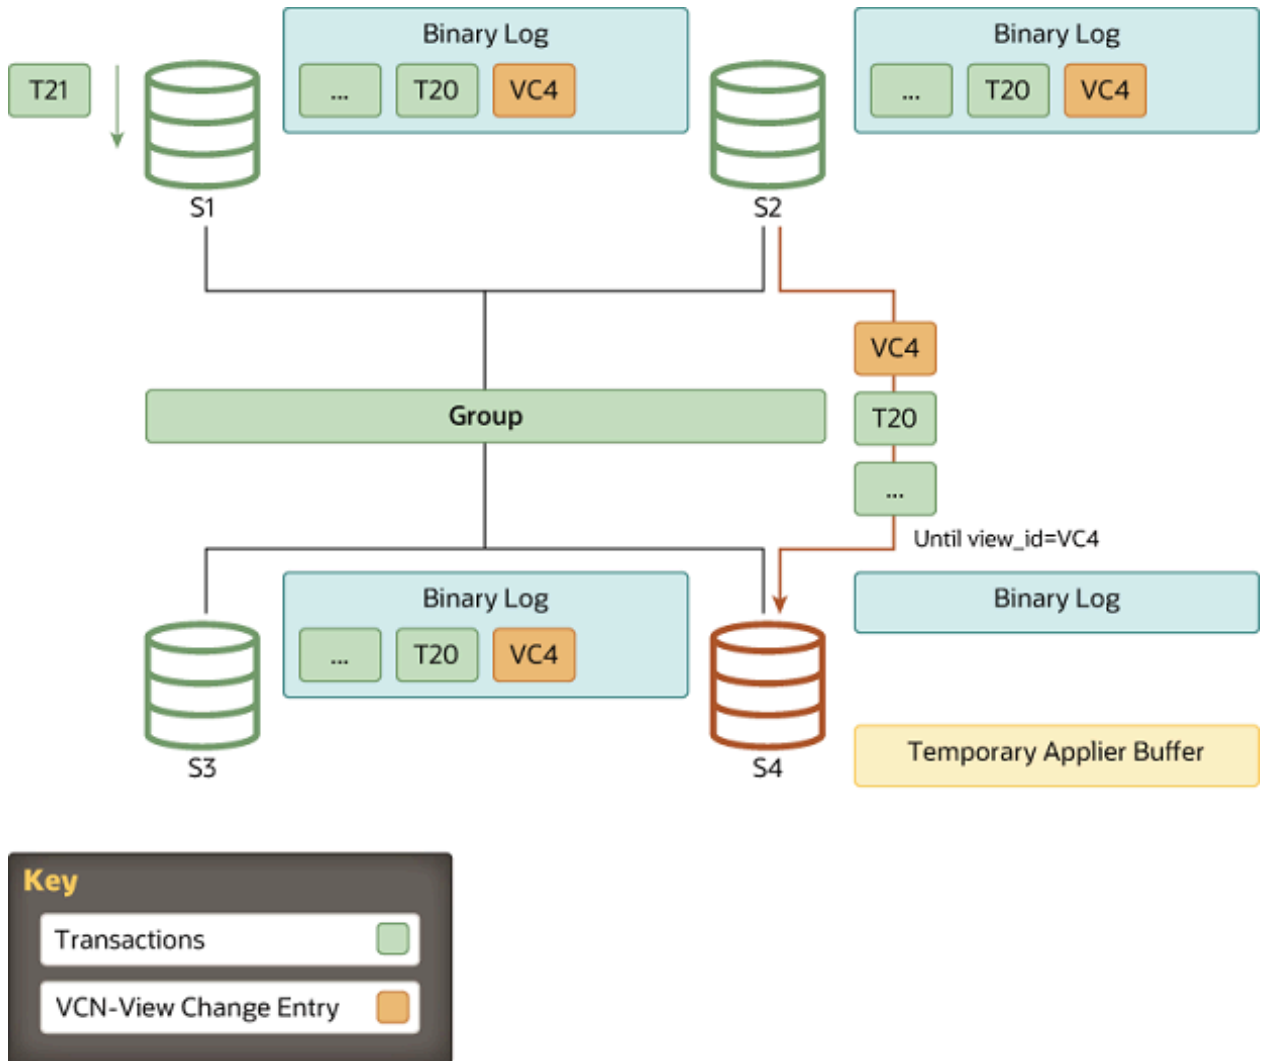 Binary Log
Binary Log
T21
... T20 VC4
... T20 VC4
S1
S2
VC4
Group
T20
...
Until view_id=VC4
Binary Log
Binary Log
... T20 VC4
Temporary Applier Buffer
S3
S4
Key
Transactions
VCN-View Change Entry